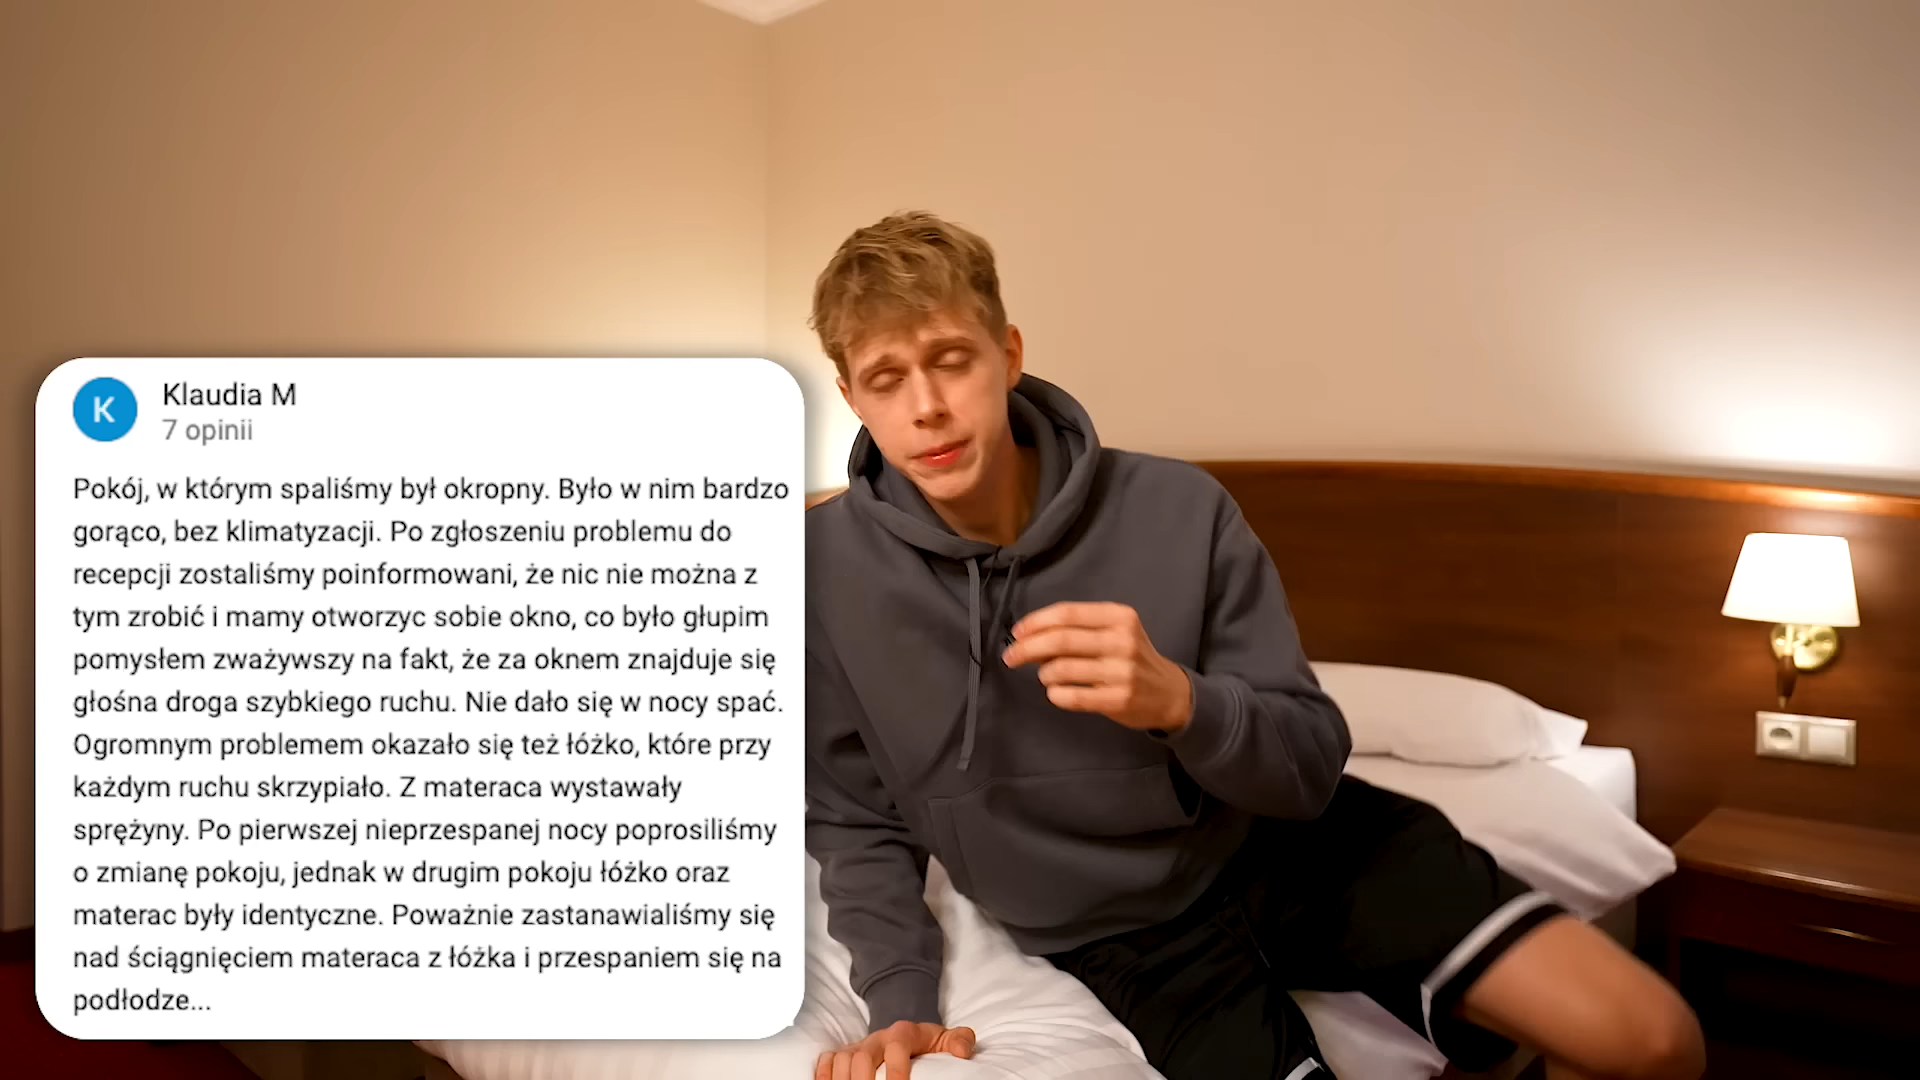 K
Klaudia M
7 opinii
Pokój, w którym spaliśmy był okropny. Było w nim bardzo
gorąco, bez klimatyzacji. Po zgłoszeniu problemu do
recepcji zostaliśmy poinformowani, że nic nie można z
tym zrobić i mamy otworzyc sobie okno, co było głupim
pomysłem zważywszy na fakt, że za oknem znajduje się
głośna droga szybkiego ruchu. Nie dało się w nocy spać.
Ogromnym problemem okazało się też łóżko, które przy
każdym ruchu skrzypiało. Z materaca wystawały
sprężyny. Po pierwszej nieprzespanej nocy poprosiliśmy
o zmianę pokoju, jednak w drugim pokoju łóżko oraz
materac były identyczne. Poważnie zastanawialiśmy się
nad ściągnięciem materaca z łóżka i przespaniem się na
podłodze...